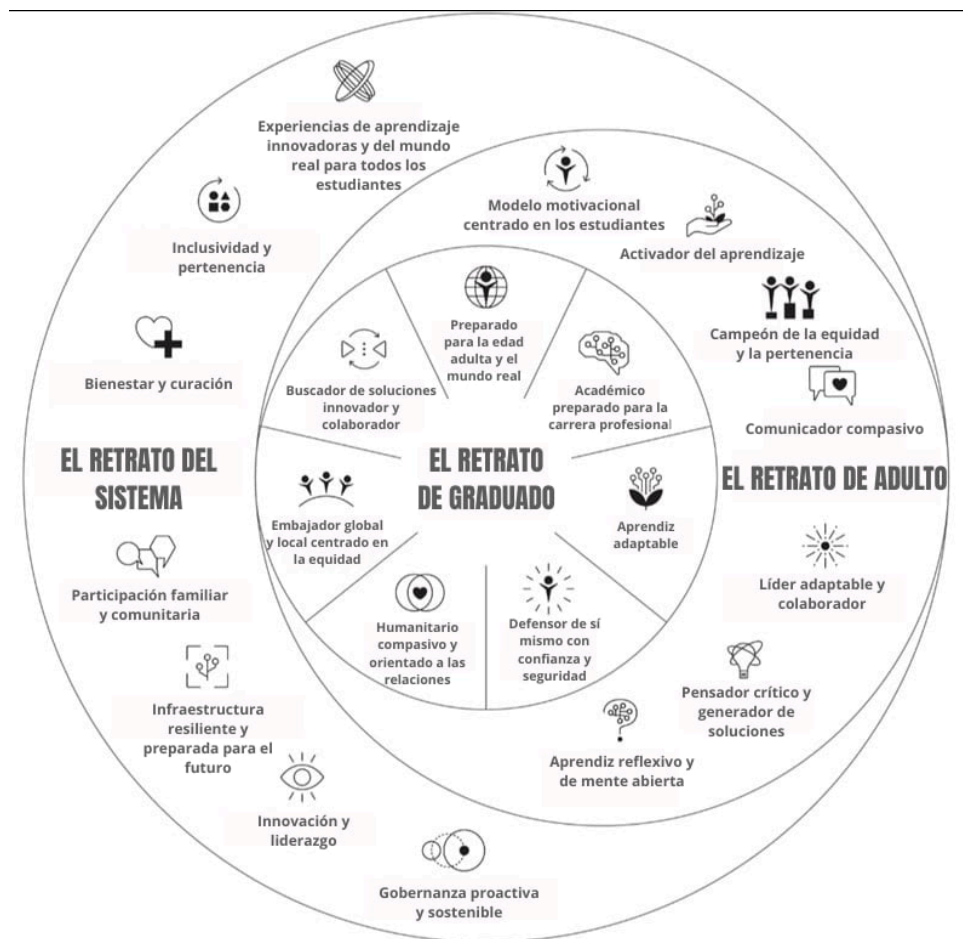 Experiencias de aprendizaje
innovadoras y del mundo
real para todos los
estudiantes
Inclusividad y
pertenencia
Bienestar y curación
EL RETRATO DEL
SISTEMA
Participación familiar
y comunitaria
Infraestructura
resiliente y
preparada para el
futuro
Innovación y
liderazgo
Gobernanza proactiva
y sostenible
Modelo motivacional
centrado en los estudiantes
Activador del aprendizaje
Campeón de la equidad
y la pertenencia
Comunicador compasivo
EL RETRATO DE ADULTO
Líder adaptable y
colaborador
Pensador crítico y
generador de
soluciones
Aprendiz reflexivo y
de mente abierta
Preparado
para la edad
adulta y el
mundo real
Académico
preparado para la
carrera profesional
Aprendiz
adaptable
Defensor de sí
mismo con
confianza y
seguridad
Humanitario
compasivo y
orientado a las
relaciones
Embajador global
y local centrado en
la equidad
Buscador de soluciones
innovador y
colaborador
EL RETRATO
DE GRADUADO